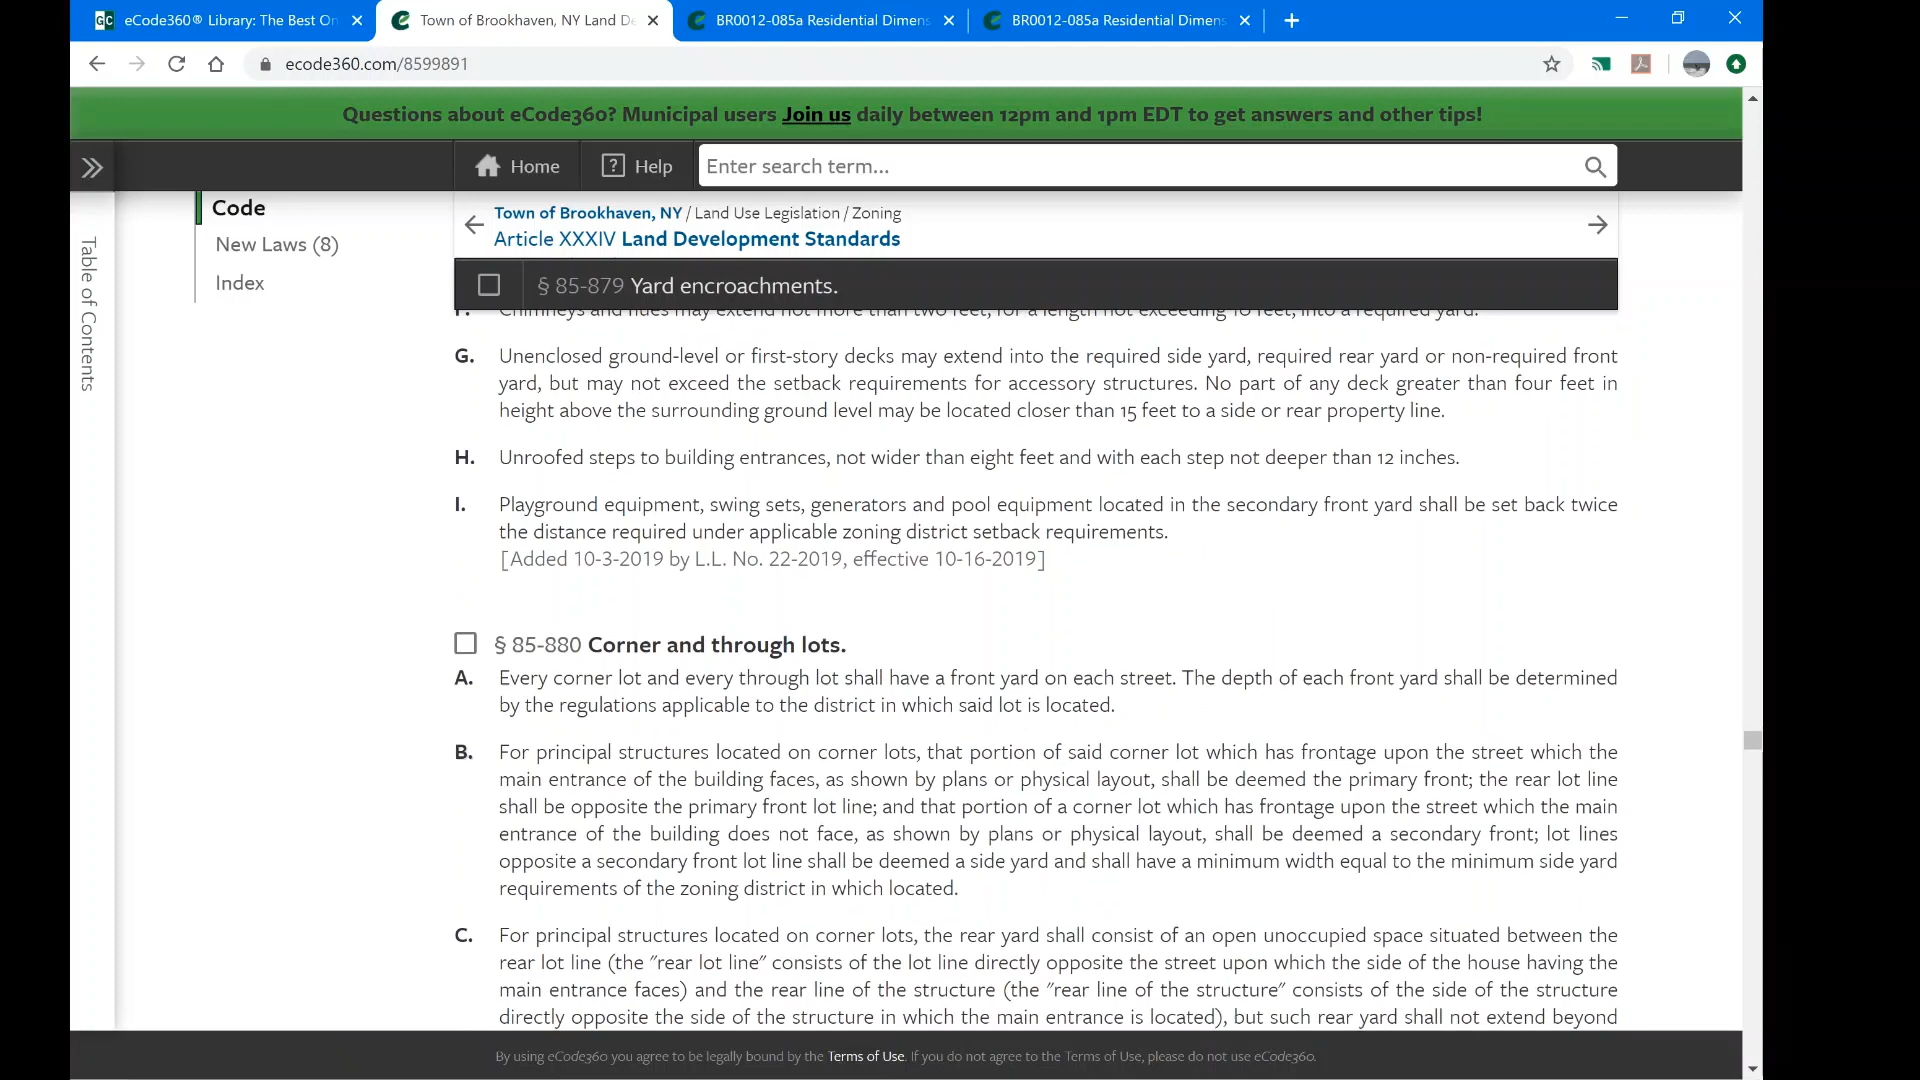 eCode360® Library: The Best On
Town of Brookhaven, NY Land De
BR0012-085a Residential Dimens
BR0012-085a Residential Dimens
ecode360.com/8599891
Questions about eCode360? Municipal users Join us daily between 12pm and 1pm EDT to get answers and other tips!
Home
Help
Enter search term...
Table of Contents
Code
New Laws (8)
Index
Town of Brookhaven, NY / Land Use Legislation / Zoning
Article XXXIV Land Development Standards
§ 85-879 Yard encroachments.
F. Chimneys and flues may extend not more than two feet, for a length not exceeding 10 feet, into a required yard.
G. Unenclosed ground-level or first-story decks may extend into the required side yard, required rear yard or non-required front
yard, but may not exceed the setback requirements for accessory structures. No part of any deck greater than four feet in
height above the surrounding ground level may be located closer than 15 feet to a side or rear property line.
H. Unroofed steps to building entrances, not wider than eight feet and with each step not deeper than 12 inches.
I. Playground equipment, swing sets, generators and pool equipment located in the secondary front yard shall be set back twice
the distance required under applicable zoning district setback requirements.
[Added 10-3-2019 by L.L. No. 22-2019, effective 10-16-2019]
§ 85-880 Corner and through lots.
A. Every corner lot and every through lot shall have a front yard on each street. The depth of each front yard shall be determined
by the regulations applicable to the district in which said lot is located.
B. For principal structures located on corner lots, that portion of said corner lot which has frontage upon the street which the
main entrance of the building faces, as shown by plans or physical layout, shall be deemed the primary front; the rear lot line
shall be opposite the primary front lot line; and that portion of a corner lot which has frontage upon the street which the main
entrance of the building does not face, as shown by plans or physical layout, shall be deemed a secondary front; lot lines
opposite a secondary front lot line shall be deemed a side yard and shall have a minimum width equal to the minimum side yard
requirements of the zoning district in which located.
C. For principal structures located on corner lots, the rear yard shall consist of an open unoccupied space situated between the
rear lot line (the "rear lot line" consists of the lot line directly opposite the street upon which the side of the house having the
main entrance faces) and the rear line of the structure (the "rear line of the structure" consists of the side of the structure
directly opposite the side of the structure in which the main entrance is located), but such rear yard shall not extend beyond
By using eCode360 you agree to be legally bound by the Terms of Use. If you do not agree to the Terms of Use, please do not use eCode360.